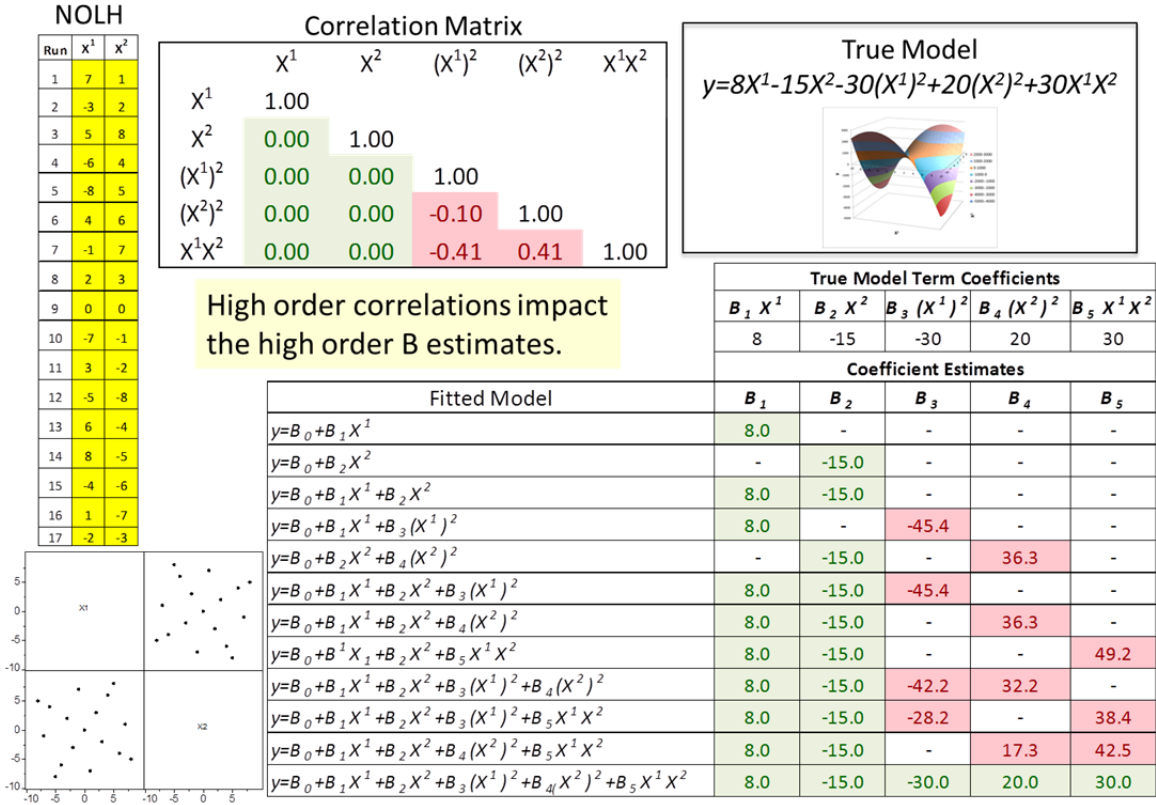 NOLH
Run X¹ X²
1 7 1
2 -3 2
3 5 8
4 -6 4
5 -8 5
6 4 6
7 -1 7
8 2 3
9 0 0
10 -7 -1
11 3 -2
12 -5 -8
13 6 -4
14 8 -5
15 -4 -6
16 1 -7
17 -2 -3
Correlation Matrix
X¹ X² (X¹)² (X²)² X¹X²
X¹ 1.00
X² 0.00 1.00
(X¹)² 0.00 0.00 1.00
(X²)² 0.00 0.00 -0.10 1.00
X¹X² 0.00 0.00 -0.41 0.41 1.00
High order correlations impact
the high order B estimates.
True Model
y=8X¹-15X²-30(X¹)²+20(X²)²+30X¹X²
True Model Term Coefficients
B₁ X¹ B₂ X² B₃ (X¹)² B₄ (X²)² B₅ X¹X²
8 -15 -30 20 30
Coefficient Estimates
Fitted Model B₁ B₂ B₃ B₄ B₅
y=B₀+B₁X¹ 8.0 - - - -
y=B₀+B₂X² - -15.0 - - -
y=B₀+B₁X¹+B₂X² 8.0 -15.0 - - -
y=B₀+B₁X¹+B₃(X¹)² 8.0 - -45.4 - -
y=B₀+B₂X²+B₄(X²)² - -15.0 - 36.3 -
y=B₀+B₁X¹+B₂X²+B₃(X¹)² 8.0 -15.0 -45.4 - -
y=B₀+B₁X¹+B₂X²+B₄(X²)² 8.0 -15.0 - 36.3 -
y=B₀+B¹X₁+B₂X²+B₅X¹X² 8.0 -15.0 - - 49.2
y=B₀+B₁X¹+B₂X²+B₃(X¹)²+B₄(X²)² 8.0 -15.0 -42.2 32.2 -
y=B₀+B₁X¹+B₂X²+B₃(X¹)²+B₅X¹X² 8.0 -15.0 -28.2 - 38.4
y=B₀+B₁X¹+B₂X²+B₄(X²)²+B₅X¹X² 8.0 -15.0 - 17.3 42.5
y=B₀+B₁X¹+B₂X²+B₃(X¹)²+B₄₍X²)²+B₅X¹X² 8.0 -15.0 -30.0 20.0 30.0
5
0
-5
-10
X1
5
0
-5
-10
X2
-10 -5 0 5 -10 -5 0 5